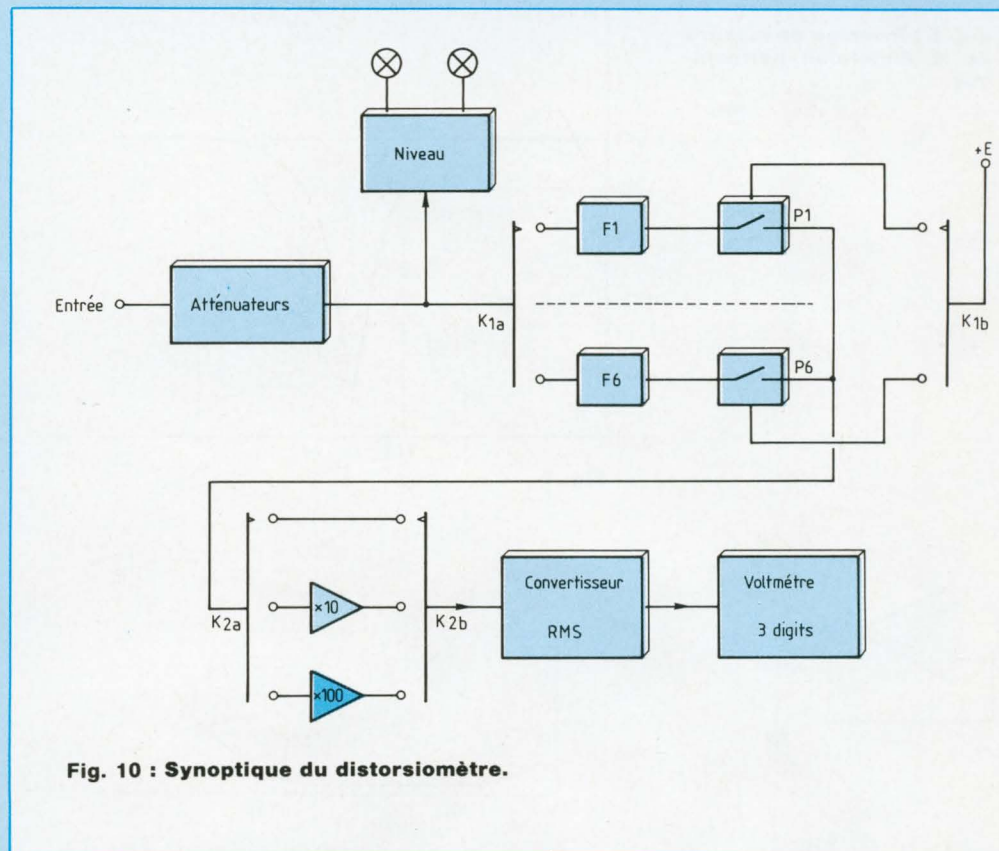 Niveau
+E
F1
P1
Entrée
Atténuateurs
K1a
K1b
F6
P6
K2a
×10
×100
K2b
Convertisseur
RMS
Voltmétre
3 digits
Fig. 10 : Synoptique du distorsiomètre.